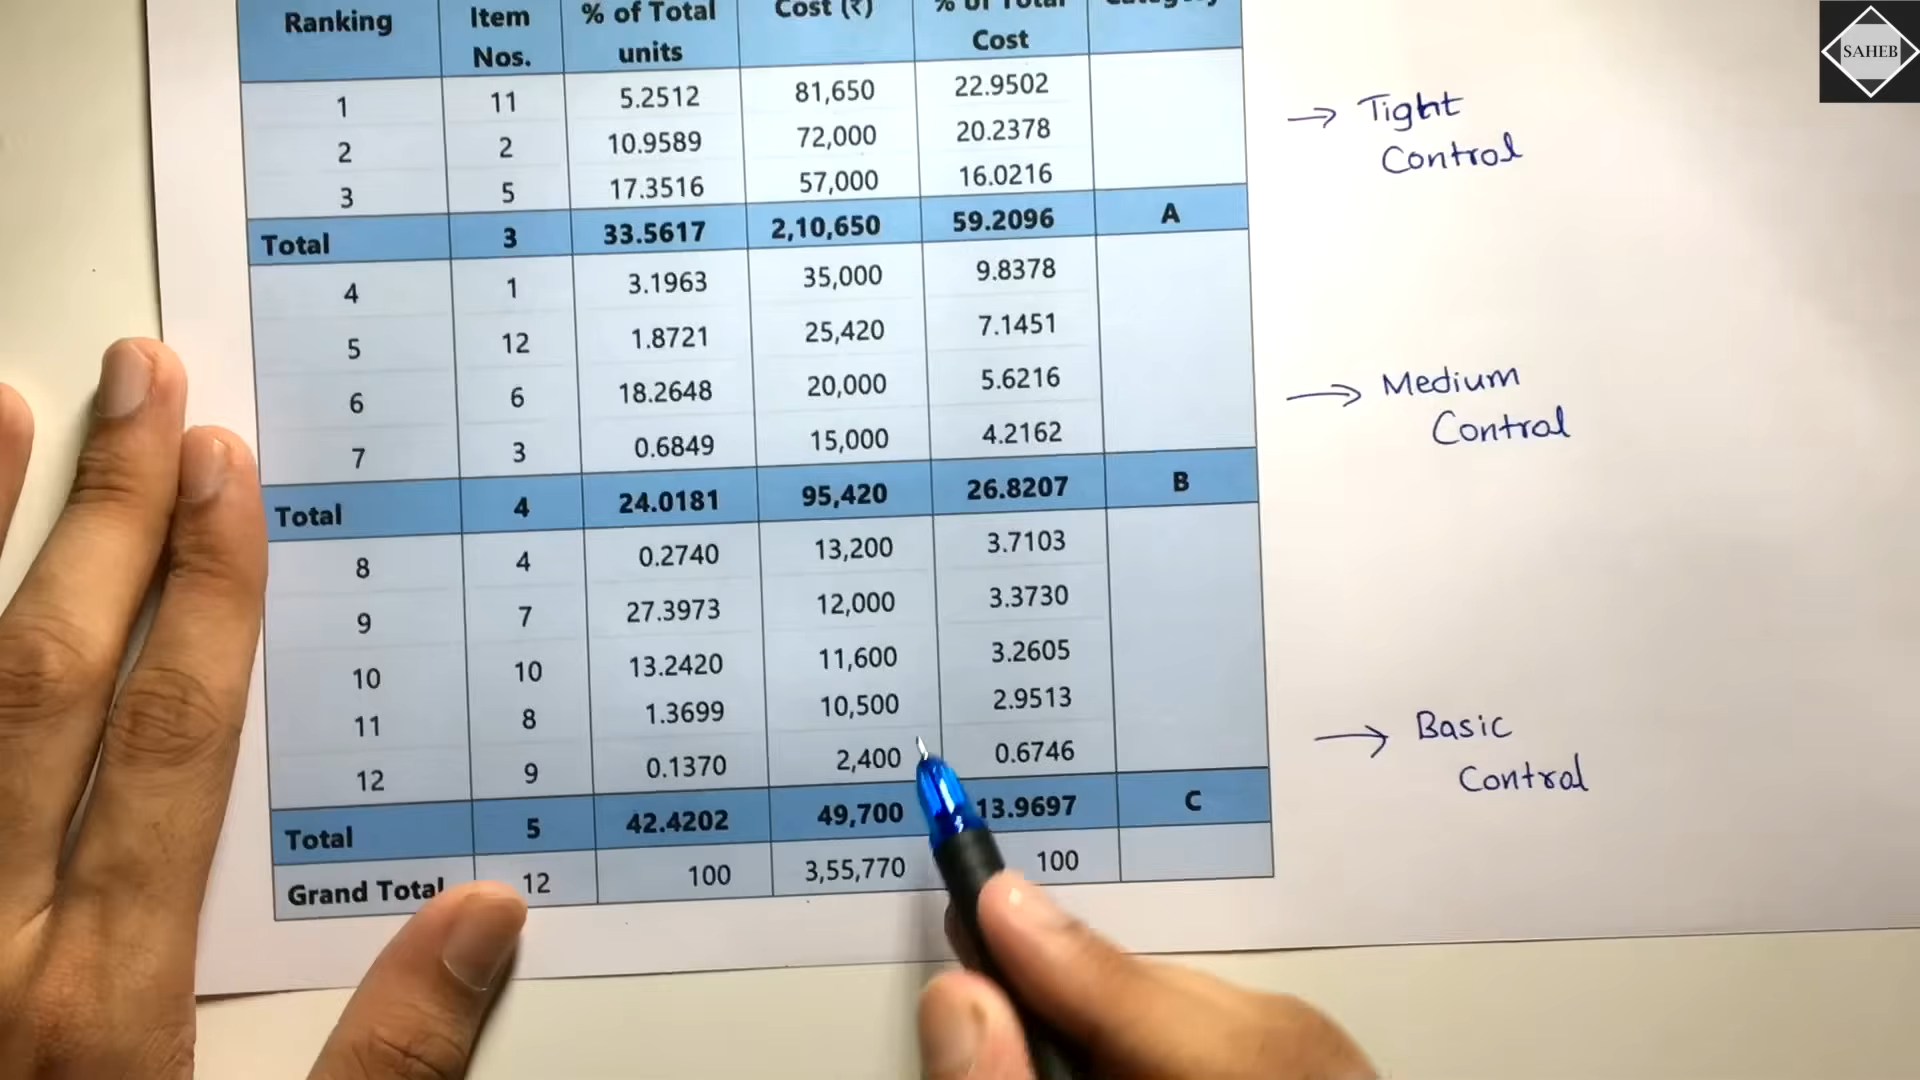 Ranking Item Nos. % of Total units Cost (₹) % of Total Cost Category
1 11 5.2512 81,650 22.9502
2 2 10.9589 72,000 20.2378
3 5 17.3516 57,000 16.0216
Total 3 33.5617 2,10,650 59.2096 A
4 1 3.1963 35,000 9.8378
5 12 1.8721 25,420 7.1451
6 6 18.2648 20,000 5.6216
7 3 0.6849 15,000 4.2162
Total 4 24.0181 95,420 26.8207 B
8 4 0.2740 13,200 3.7103
9 7 27.3973 12,000 3.3730
10 10 13.2420 11,600 3.2605
11 8 1.3699 10,500 2.9513
12 9 0.1370 2,400 0.6746
Total 5 42.4202 49,700 13.9697 C
Grand Total 12 100 3,55,770 100
→ Tight
Control
→ Medium
Control
→ Basic
Control
SAHEB